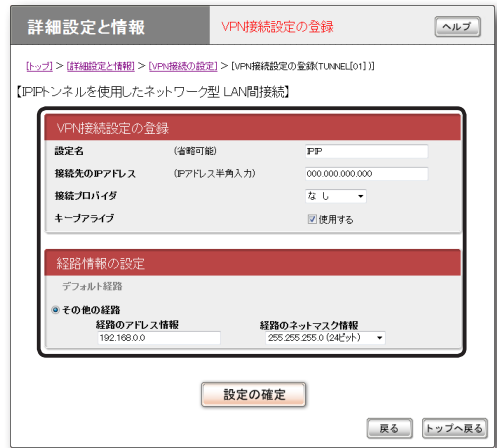 詳細設定と情報 VPN接続設定の登録 ヘルプ
[トップ] > [詳細設定と情報] > [VPN接続の設定] > [VPN接続設定の登録(TUNNEL[01] )]
【IPIPトンネルを使用したネットワーク型 LAN間接続】
VPN接続設定の登録
設定名 (省略可能) IPIP
接続先のIPアドレス (IPアドレス半角入力) 000.000.000.000
接続プロバイダ な し
キープアライブ 使用する
経路情報の設定
デフォルト経路
その他の経路
経路のアドレス情報 経路のネットマスク情報
192.168.0.0 255.255.255.0 (24ビット)
設定の確定
戻る トップへ戻る